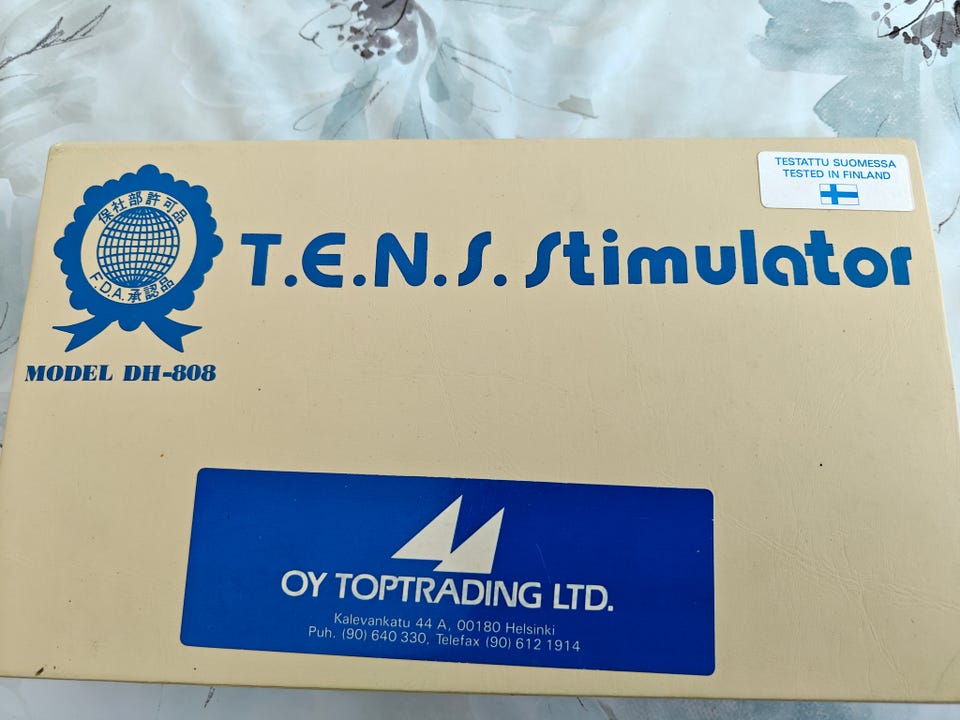 保社部許可品
F.D.A.承認品
MODEL DH-808
T.E.N.S. Stimulator
TESTATTU SUOMESSA
TESTED IN FINLAND
OY TOPTRADING LTD.
Kalevankatu 44 A, 00180 Helsinki
Puh. (90) 640 330, Telefax (90) 612 1914